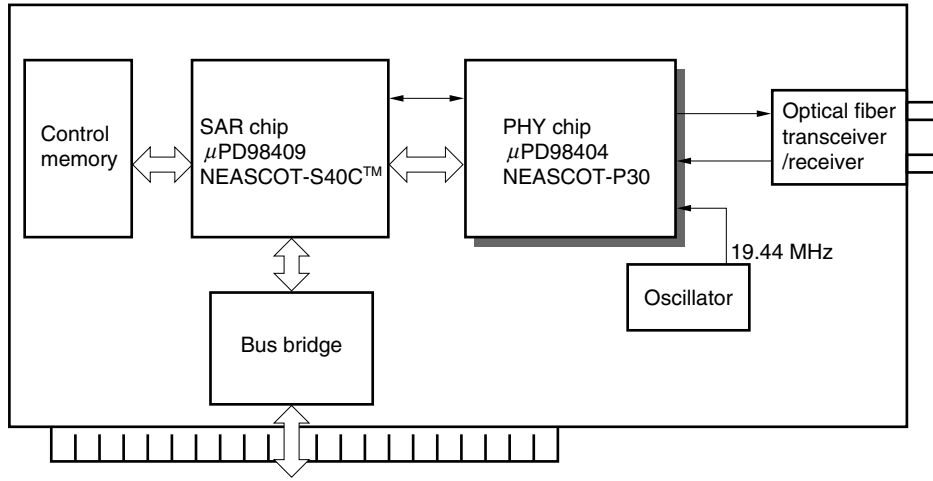 Control
memory
SAR chip
μPD98409
NEASCOT-S40C™
PHY chip
μPD98404
NEASCOT-P30
Optical fiber
transceiver
/receiver
19.44 MHz
Oscillator
Bus bridge